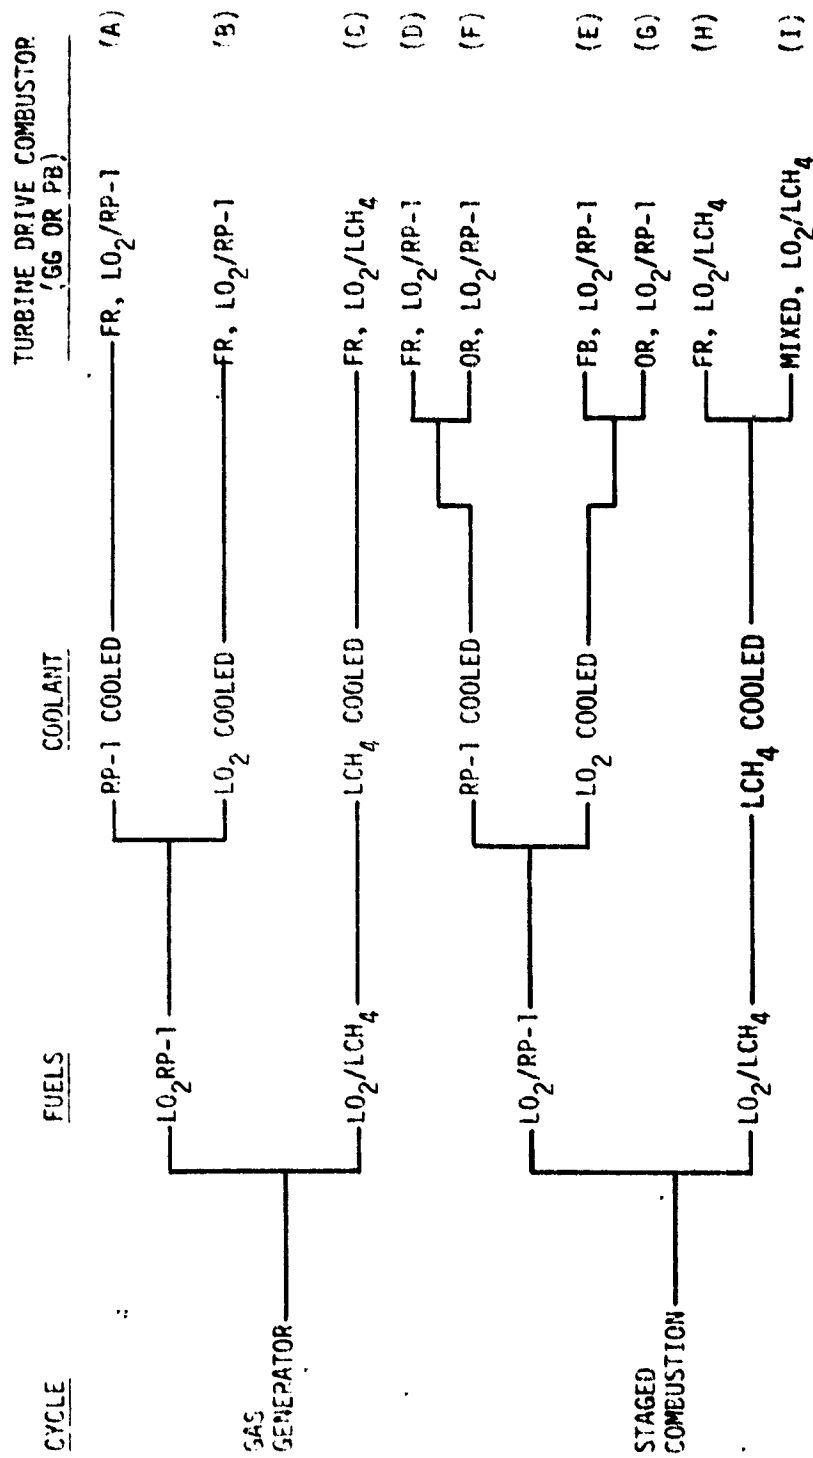 CYCLE
FUELS
COOLANT
TURBINE DRIVE COMBUSTOR
(GG OR PB)
GAS
GENERATOR
LO2RP-1
RP-1 COOLED
FR, LO2/RP-1
(A)
LO2 COOLED
FR, LO2/RP-1
(B)
LO2/LCH4
LCH4 COOLED
FR, LO2/LCH4
(C)
STAGED
COMBUSTION
LO2/RP-1
RP-1 COOLED
FR, LO2/RP-1
(D)
OR, LO2/RP-1
(F)
LO2 COOLED
FB, LO2/RP-1
(E)
OR, LO2/RP-1
(G)
LO2/LCH4
LCH4 COOLED
FR, LO2/LCH4
(H)
MIXED, LO2/LCH4
(I)